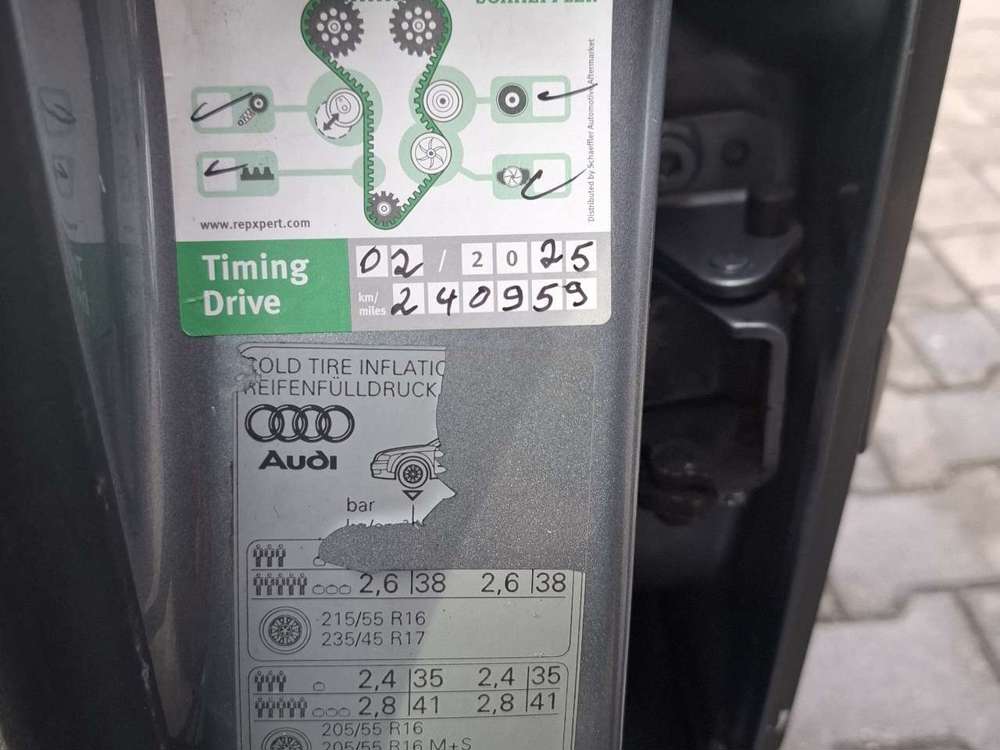 Distributed by Schaeffler Automotive Aftermarket
www.repxpert.com
Timing Drive
02 / 2025
km/miles 240959
COLD TIRE INFLATIO
REIFENFÜLLDRUCK
Audi
bar
2,6 38 2,6 38
215/55 R16
235/45 R17
2,4 35 2,4 35
2,8 41 2,8 41
205/55 R16
205/55 R16 M+S